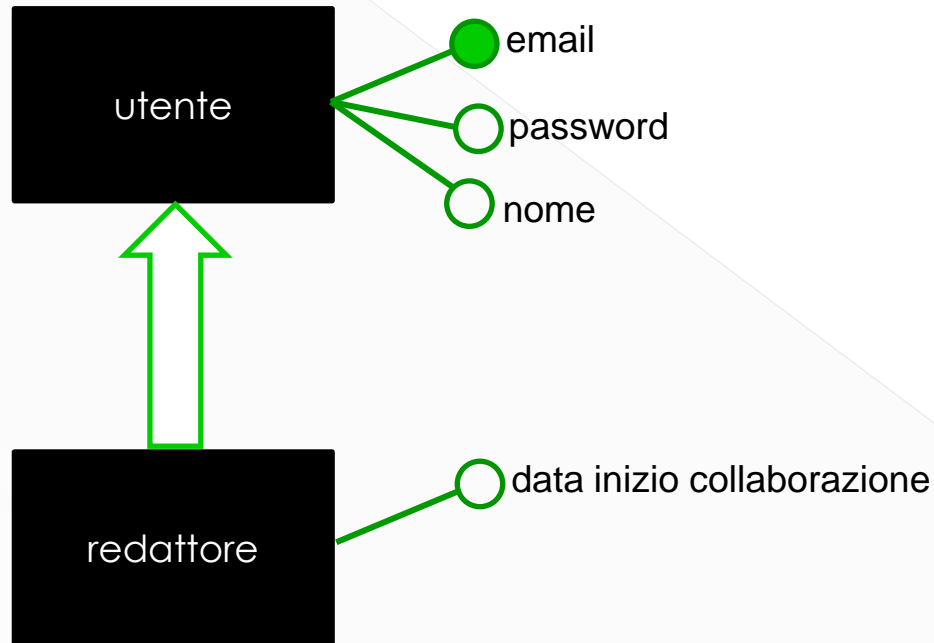 utente
email
password
nome
redattore
data inizio collaborazione